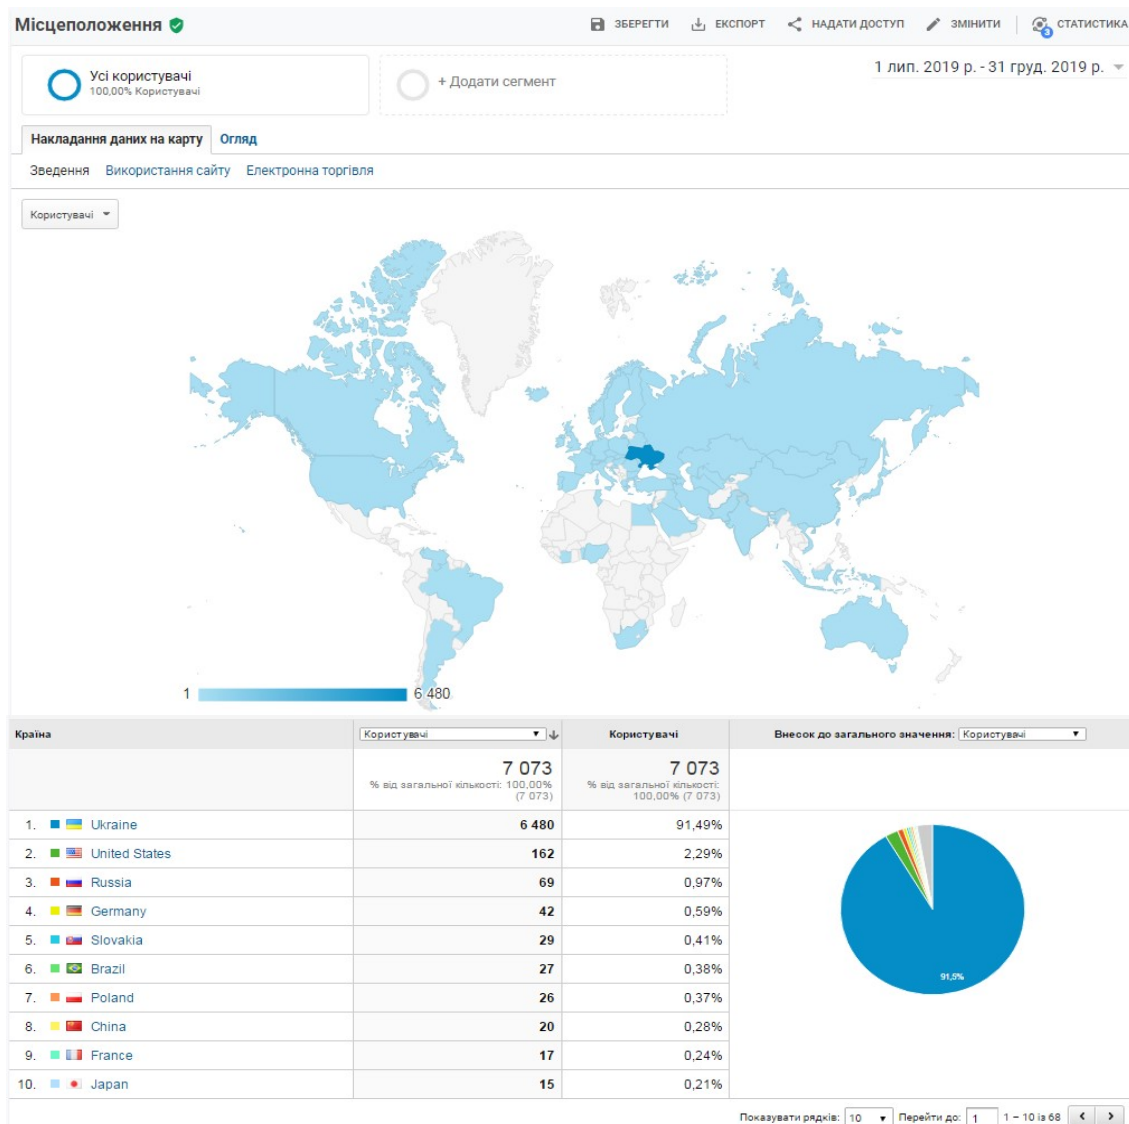 Місцеположення
ЗБЕРЕГТИ ЕКСПОРТ НАДАТИ ДОСТУП ЗМІНИТИ 3 СТАТИСТИКА
Усі користувачі
100,00% Користувачі
+ Додати сегмент
1 лип. 2019 р. - 31 груд. 2019 р.
Накладання даних на карту Огляд
Зведення Використання сайту Електронна торгівля
Користувачі
1 6 480
Країна Користувачі Користувачі Внесок до загального значення: Користувачі
7 073 7 073
% від загальної кількості: 100,00% (7 073) % від загальної кількості: 100,00% (7 073)
1. Ukraine 6 480 91,49%
2. United States 162 2,29%
3. Russia 69 0,97%
4. Germany 42 0,59%
5. Slovakia 29 0,41%
6. Brazil 27 0,38%
7. Poland 26 0,37%
8. China 20 0,28%
9. France 17 0,24%
10. Japan 15 0,21%
91,5%
Показувати рядків: 10 Перейти до: 1 1 – 10 із 68